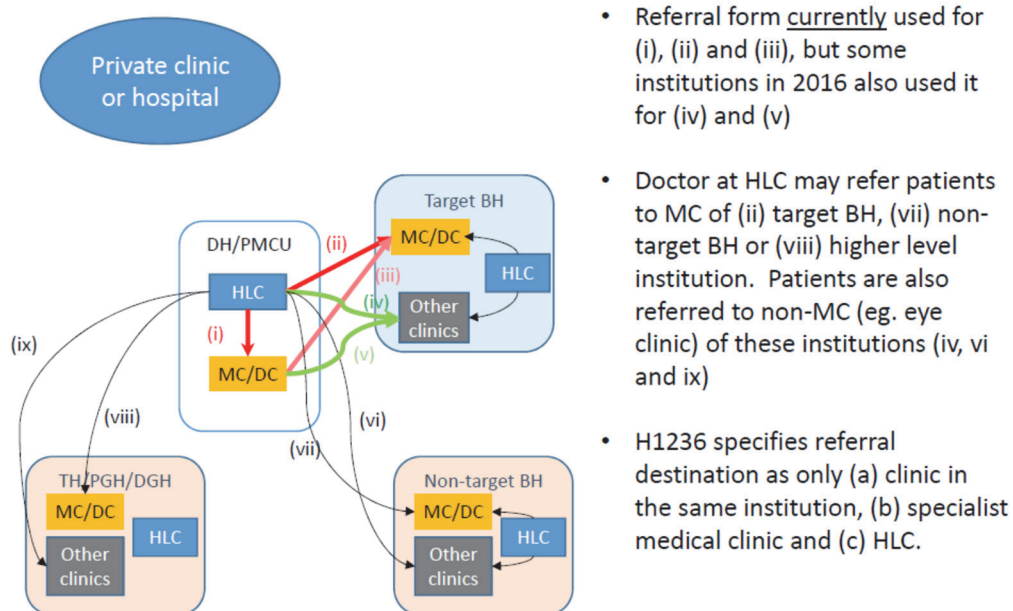 Private clinic
or hospital
Target BH
MC/DC
HLC
Other
clinics
DH/PMCU
HLC
MC/DC
(i)
(ii)
(iii)
(iv)
(v)
(vi)
(vii)
(viii)
(ix)
TH/PGH/DGH
MC/DC
HLC
Other
clinics
Non-target BH
MC/DC
HLC
Other
clinics
• Referral form currently used for
(i), (ii) and (iii), but some
institutions in 2016 also used it
for (iv) and (v)
• Doctor at HLC may refer patients
to MC of (ii) target BH, (vii) non-
target BH or (viii) higher level
institution. Patients are also
referred to non-MC (eg. eye
clinic) of these institutions (iv, vi
and ix)
• H1236 specifies referral
destination as only (a) clinic in
the same institution, (b) specialist
medical clinic and (c) HLC.